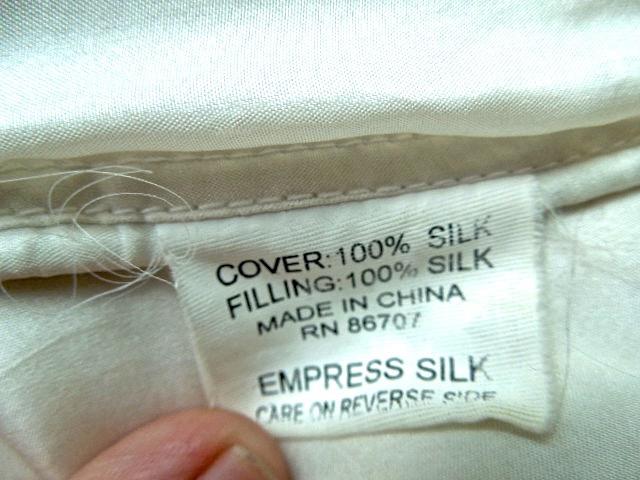 COVER:100% SILK
FILLING:100% SILK
MADE IN CHINA
RN 86707
EMPRESS SILK
CARE ON REVERSE SIDE